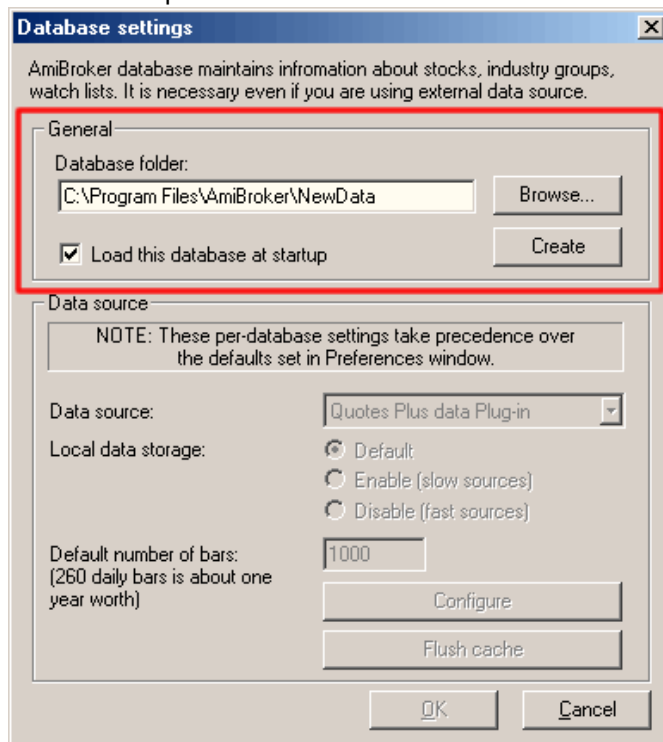 Database settings
AmiBroker database maintains infromation about stocks, industry groups,
watch lists. It is necessary even if you are using external data source.
General
Database folder:
C:\Program Files\AmiBroker\NewData
Browse...
Load this database at startup
Create
Data source
NOTE: These per-database settings take precedence over
the defaults set in Preferences window.
Data source:
Quotes Plus data Plug-in
Local data storage:
Default
Enable (slow sources)
Disable (fast sources)
Default number of bars:
1000
(260 daily bars is about one
year worth)
Configure
Flush cache
OK
Cancel